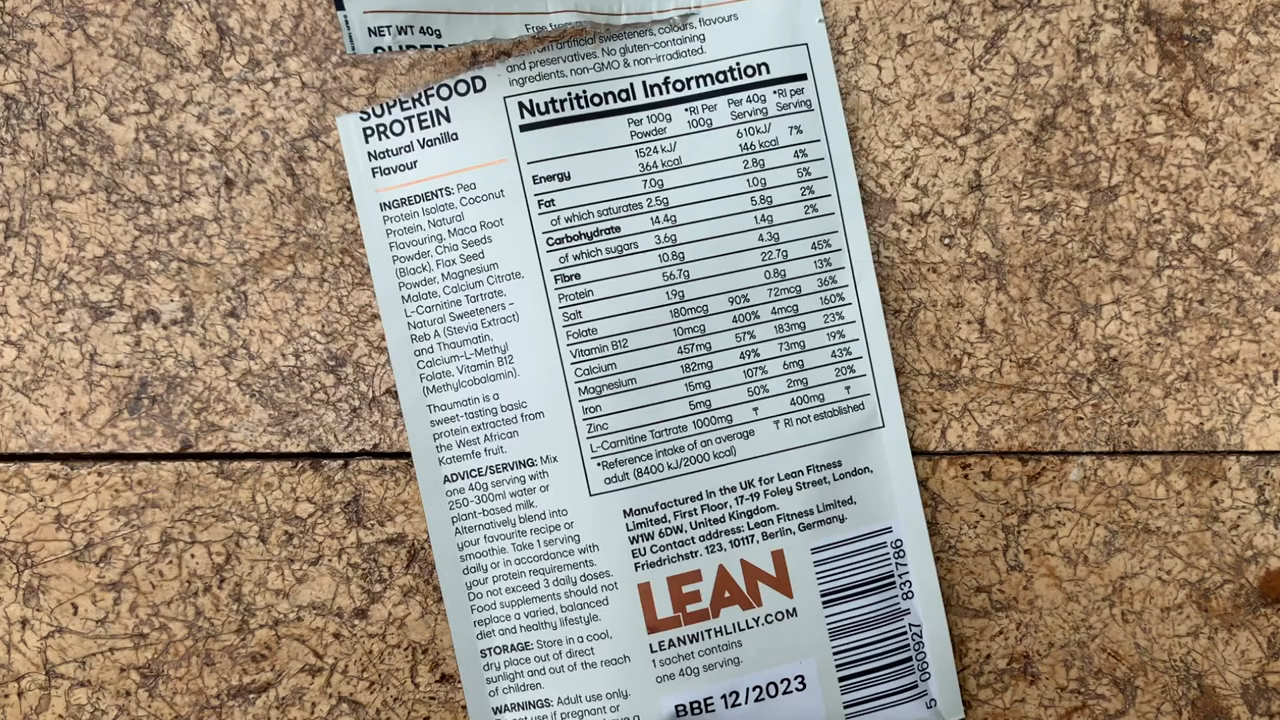 NET WT 40g
Free from
from artificial sweeteners, colours, flavours
and preservatives. No gluten-containing
ingredients, non-GMO & non-irradiated.
SUPERFOOD
PROTEIN
Natural Vanilla
Flavour
INGREDIENTS: Pea
Protein Isolate, Coconut
Protein, Natural
Flavouring, Maca Root
Powder, Chia Seeds
(Black), Flax Seed
Powder, Magnesium
Malate, Calcium Citrate,
L-Carnitine Tartrate,
Natural Sweeteners –
Reb A (Stevia Extract)
and Thaumatin,
Calcium-L-Methyl
Folate, Vitamin B12
(Methylcobalamin).
Thaumatin is a
sweet-tasting basic
protein extracted from
the West African
Katemfe fruit.
ADVICE/SERVING: Mix
one 40g serving with
250-300ml water or
plant-based milk.
Alternatively blend into
your favourite recipe or
smoothie. Take 1 serving
daily or in accordance with
your protein requirements.
Do not exceed 3 daily doses.
Food supplements should not
replace a varied, balanced
diet and healthy lifestyle.
STORAGE: Store in a cool,
dry place out of direct
sunlight and out of the reach
of children.
WARNINGS: Adult use only.
Do not use if pregnant or
Nutritional Information
Per 100g Powder *RI Per 100g Per 40g Serving *RI per Serving
Energy 1524 kJ/ 364 kcal 610kJ/ 146 kcal 7%
Fat 7.0g 2.8g 4%
of which saturates 2.5g 1.0g 5%
Carbohydrate 14.4g 5.8g 2%
of which sugars 3.6g 1.4g 2%
Fibre 10.8g 4.3g
Protein 56.7g 22.7g 45%
Salt 1.9g 0.8g 13%
Folate 180mcg 90% 72mcg 36%
Vitamin B12 10mcg 400% 4mcg 160%
Calcium 457mg 57% 183mg 23%
Magnesium 182mg 49% 73mg 19%
Iron 15mg 107% 6mg 43%
Zinc 5mg 50% 2mg 20%
L-Carnitine Tartrate 1000mg ₸ 400mg ₸
*Reference intake of an average ₸ RI not established
adult (8400 kJ/2000 kcal)
Manufactured in the UK for Lean Fitness
Limited, First Floor, 17-19 Foley Street, London,
W1W 6DW, United Kingdom.
EU Contact address: Lean Fitness Limited,
Friedrichstr. 123, 10117, Berlin, Germany.
LEAN
LEANWITHLILLY.COM
1 sachet contains
one 40g serving.
BBE 12/2023
5 060927 831786